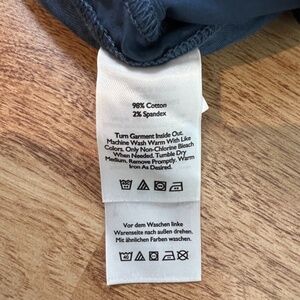 98% Cotton
2% Spandex
Turn Garment Inside Out.
Machine Wash Warm With Like
Colors. Only Non-Chlorine Bleach
When Needed. Tumble Dry
Medium. Remove Promptly. Warm
Iron As Desired.
Vor dem Waschen linke
Warenseite nach außen drehen.
Mit ähnlichen Farben waschen.